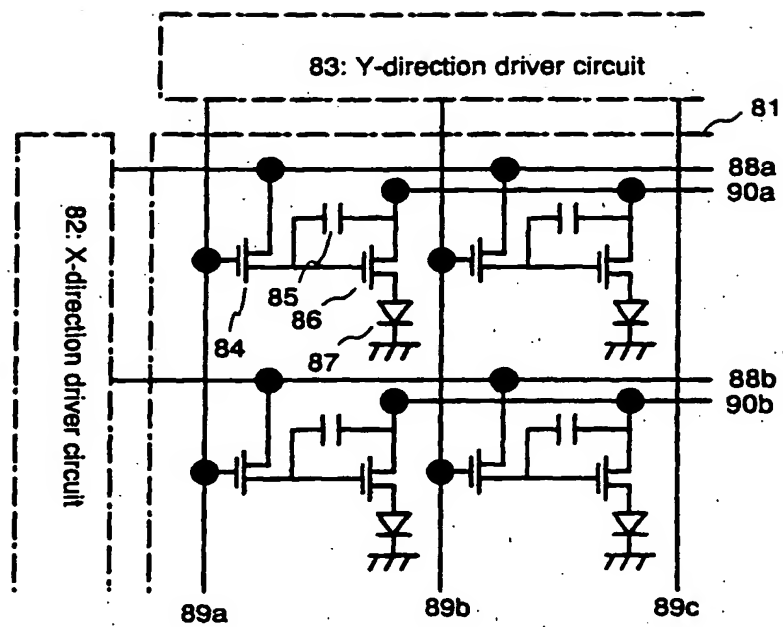 83: Y-direction driver circuit
81
88a
90a
82: X-direction driver circuit
85
86
84
87
88b
90b
89a
89b
89c